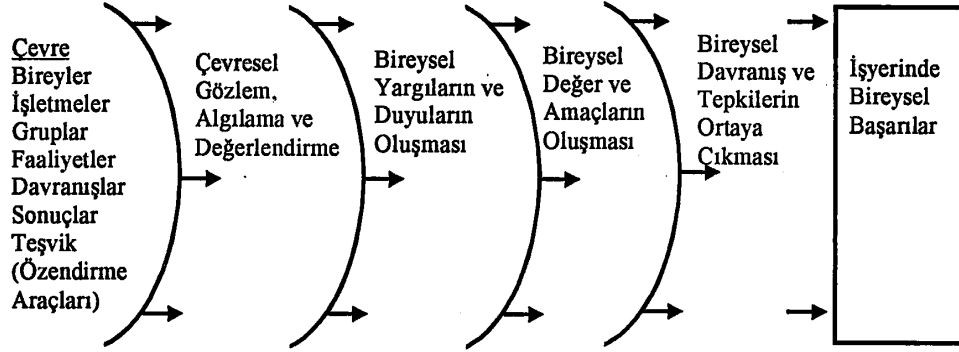 Çevre
Bireyler
İşletmeler
Gruplar
Faaliyetler
Davranışlar
Sonuçlar
Teşvik
(Özendirme
Araçları)
Çevresel
Gözlem,
Algılama ve
Değerlendirme
Bireysel
Yargıların ve
Duyuların
Oluşması
Bireysel
Değer ve
Amaçların
Oluşması
Bireysel
Davranış ve
Tepkilerin
Ortaya
Çıkması
İşyerinde
Bireysel
Başarılar